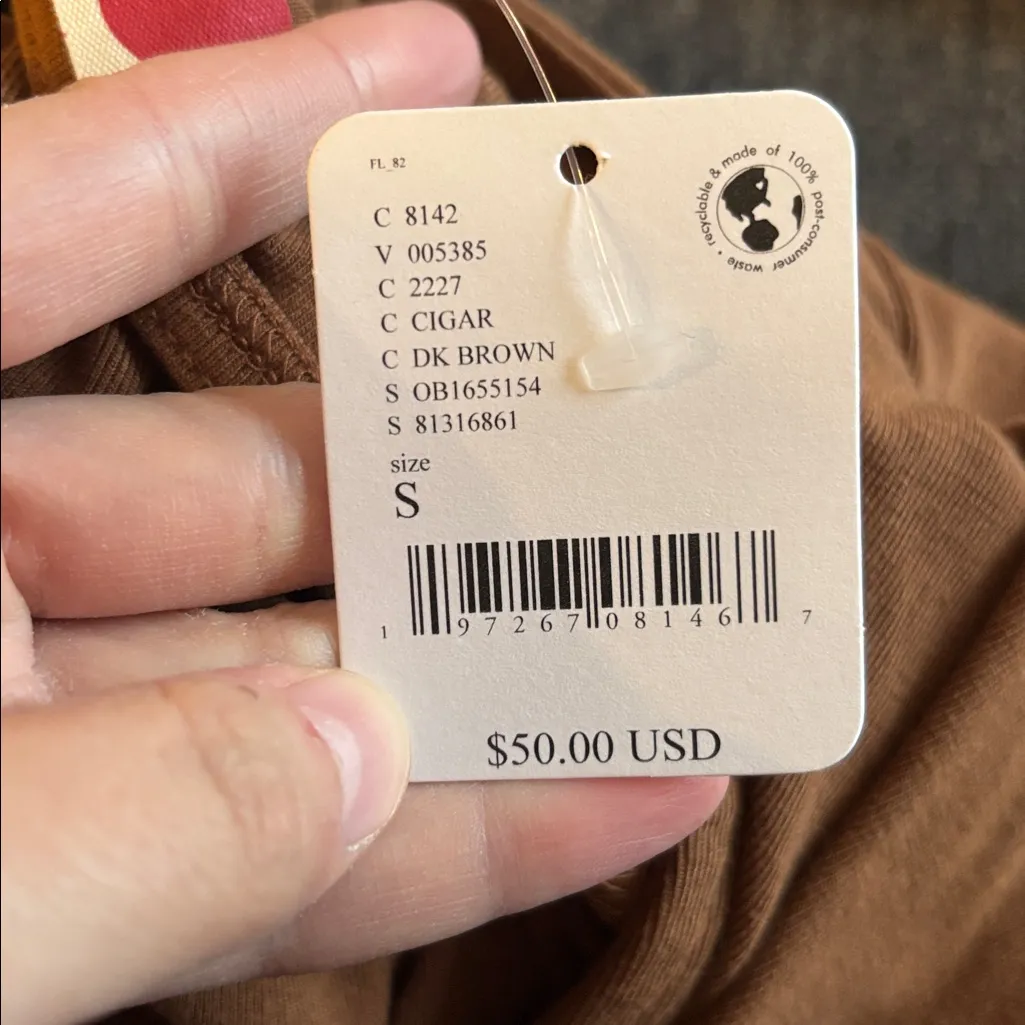 FL_82
recyclable & made of 100% post-consumer waste •
C 8142
V 005385
C 2227
C CIGAR
C DK BROWN
S OB1655154
S 81316861
size
S
1 97267 08146 7
$50.00 USD